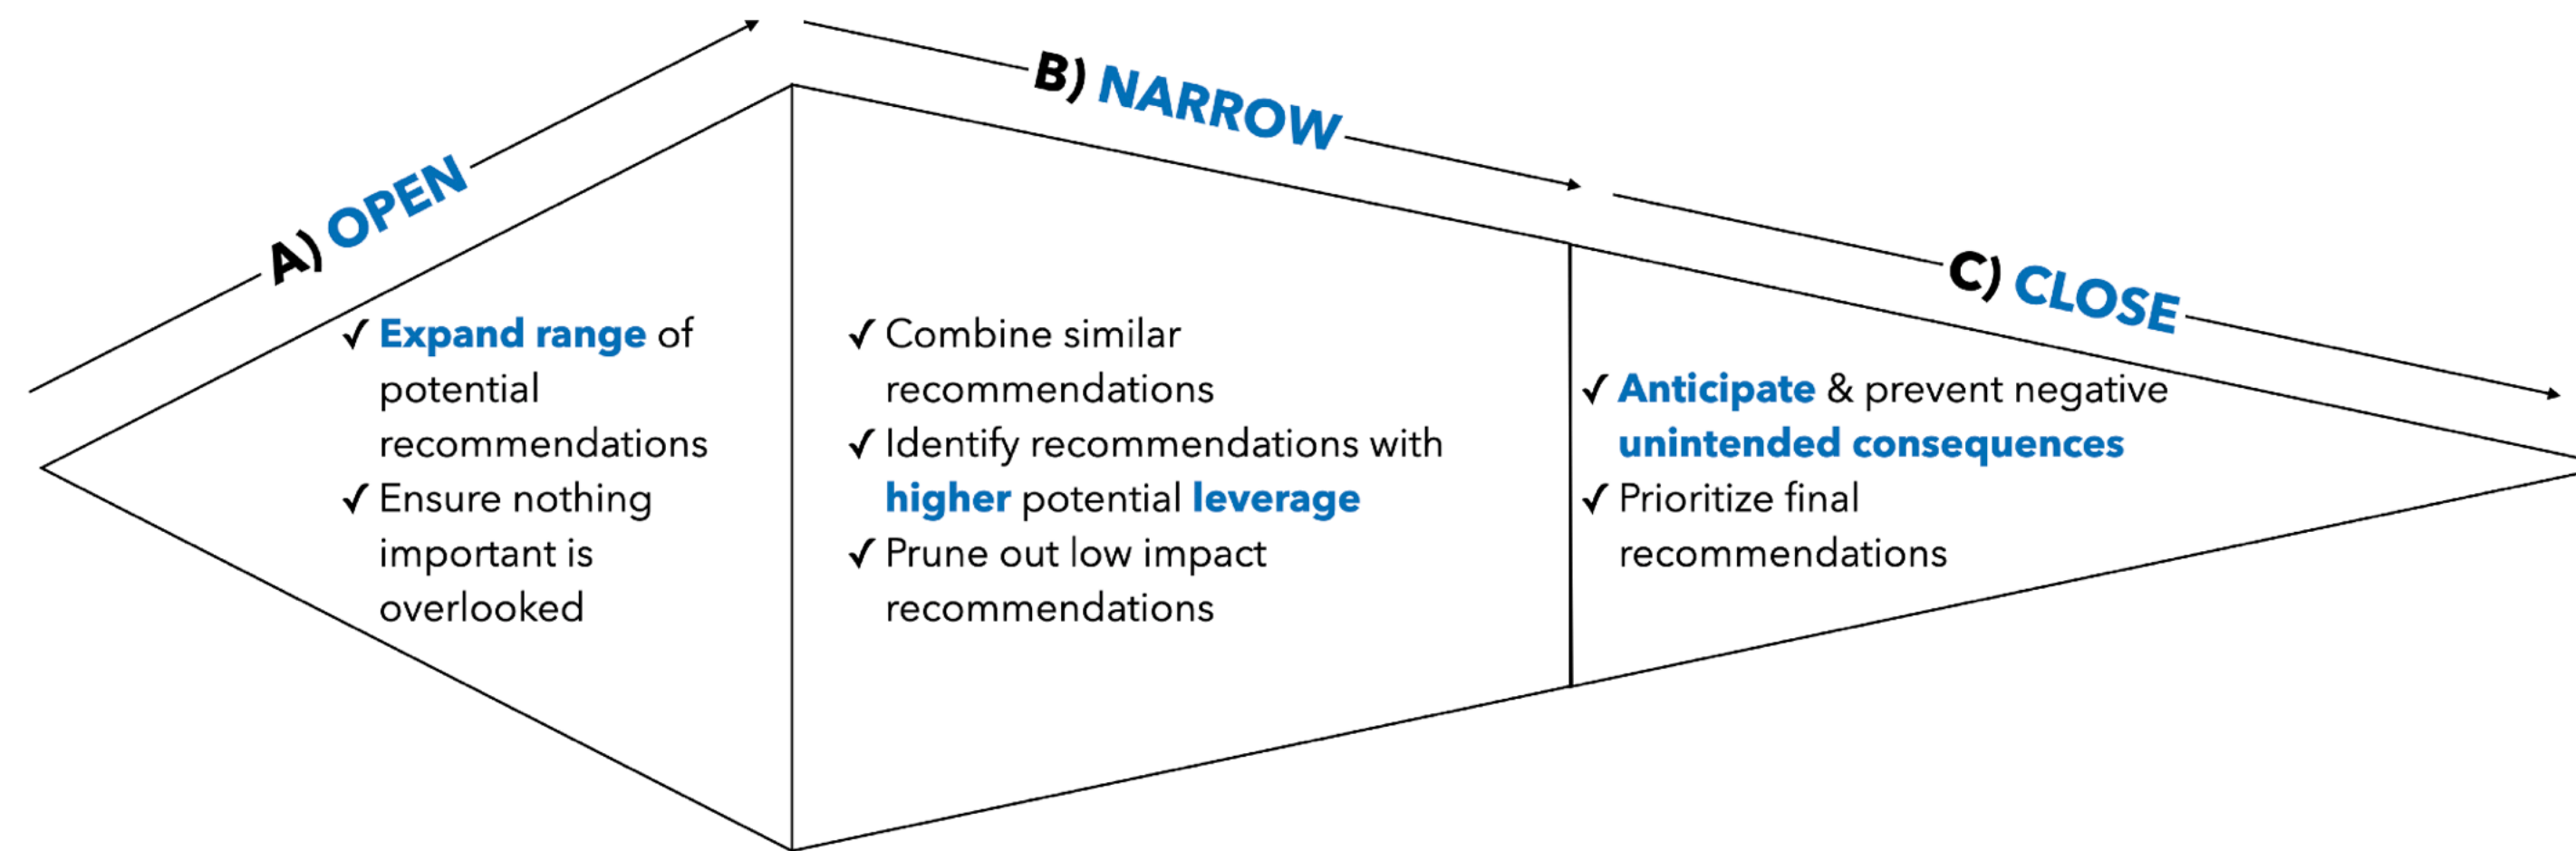 A) OPEN
B) NARROW
C) CLOSE
✓ Expand range of
potential
recommendations
✓ Ensure nothing
important is
overlooked
✓ Combine similar
recommendations
✓ Identify recommendations with
higher potential leverage
✓ Prune out low impact
recommendations
✓ Anticipate & prevent negative
unintended consequences
✓ Prioritize final
recommendations